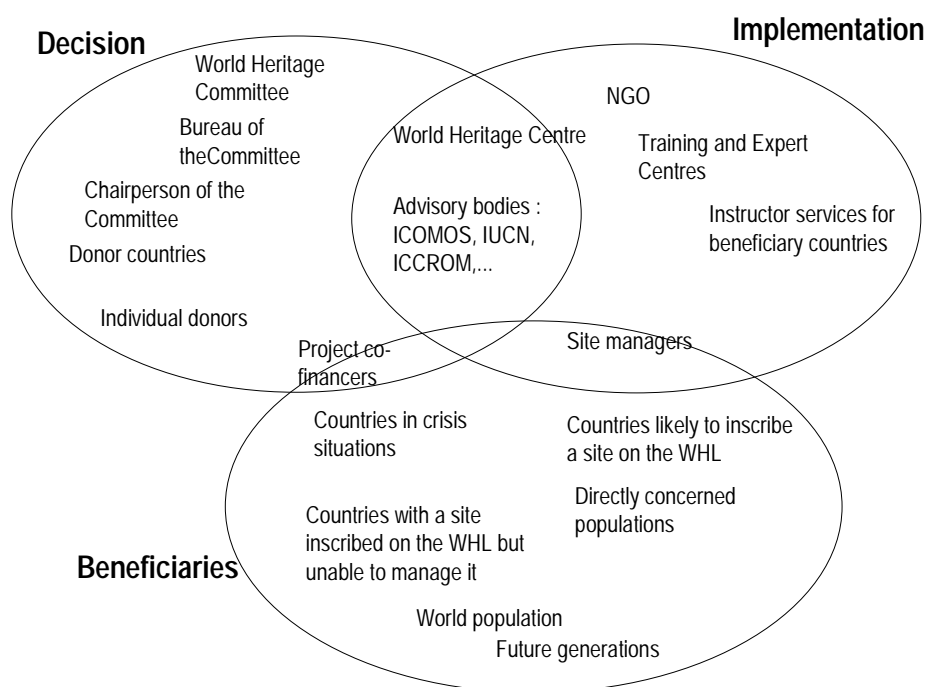 Decision
World Heritage
Committee
Bureau of
theCommittee
Chairperson of the
Committee
Donor countries
Individual donors
World Heritage Centre
Advisory bodies :
ICOMOS, IUCN,
ICCROM,...
Implementation
NGO
Training and Expert
Centres
Instructor services for
beneficiary countries
Project co-
financers
Site managers
Countries in crisis
situations
Countries likely to inscribe
a site on the WHL
Directly concerned
populations
Countries with a site
inscribed on the WHL but
unable to manage it
Beneficiaries
World population
Future generations